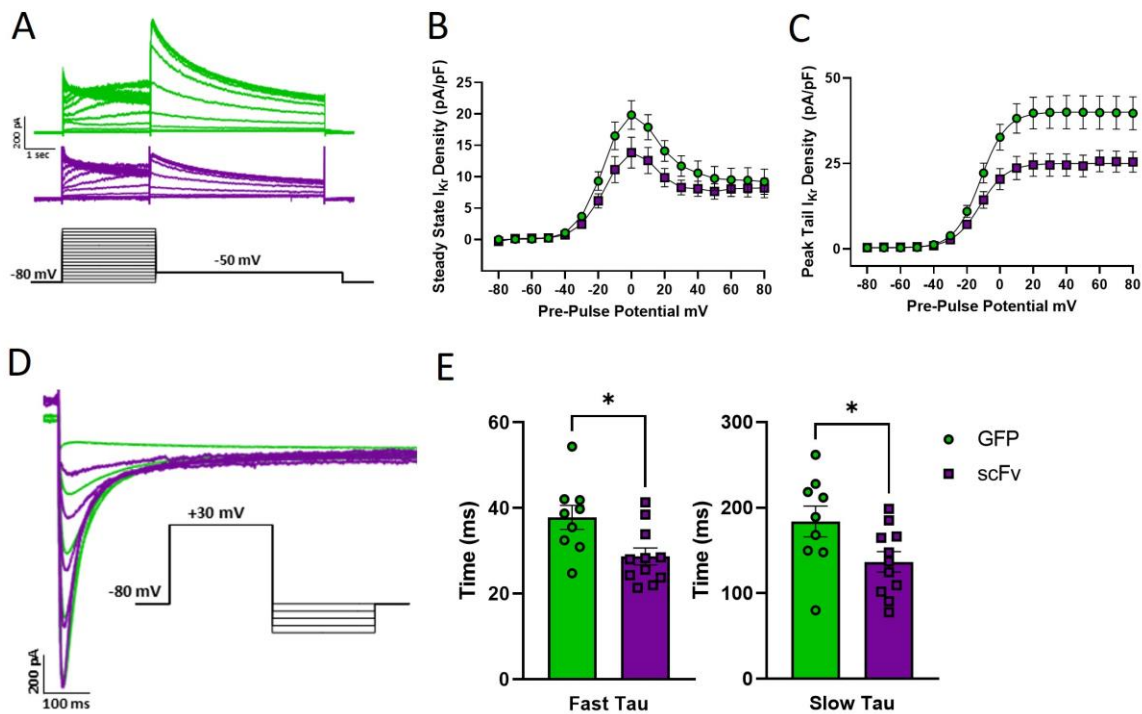 A
200 pA
1 sec
-80 mV
-50 mV
B
Steady State IKr Density (pA/pF)
25
20
15
10
5
0
-80 -60 -40 -20 0 20 40 60 80
Pre-Pulse Potential mV
C
Peak Tail IKr Density (pA/pF)
50
25
0
-80 -60 -40 -20 0 20 40 60 80
Pre-Pulse Potential mV
D
+30 mV
-80 mV
200 pA
100 ms
E
Time (ms)
60
40
20
0
*
Fast Tau
Time (ms)
300
200
100
0
*
Slow Tau
GFP
scFv